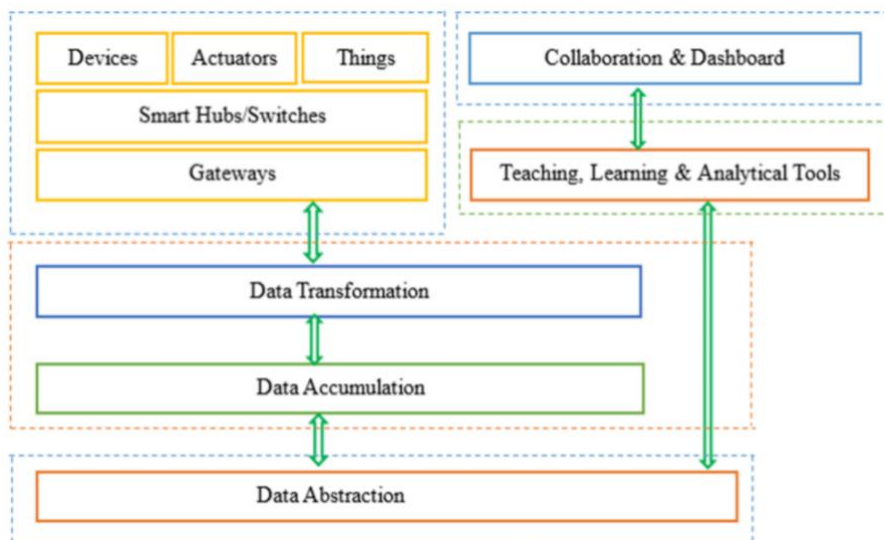 Devices
Actuators
Things
Smart Hubs/Switches
Gateways
Collaboration & Dashboard
Teaching, Learning & Analytical Tools
Data Transformation
Data Accumulation
Data Abstraction